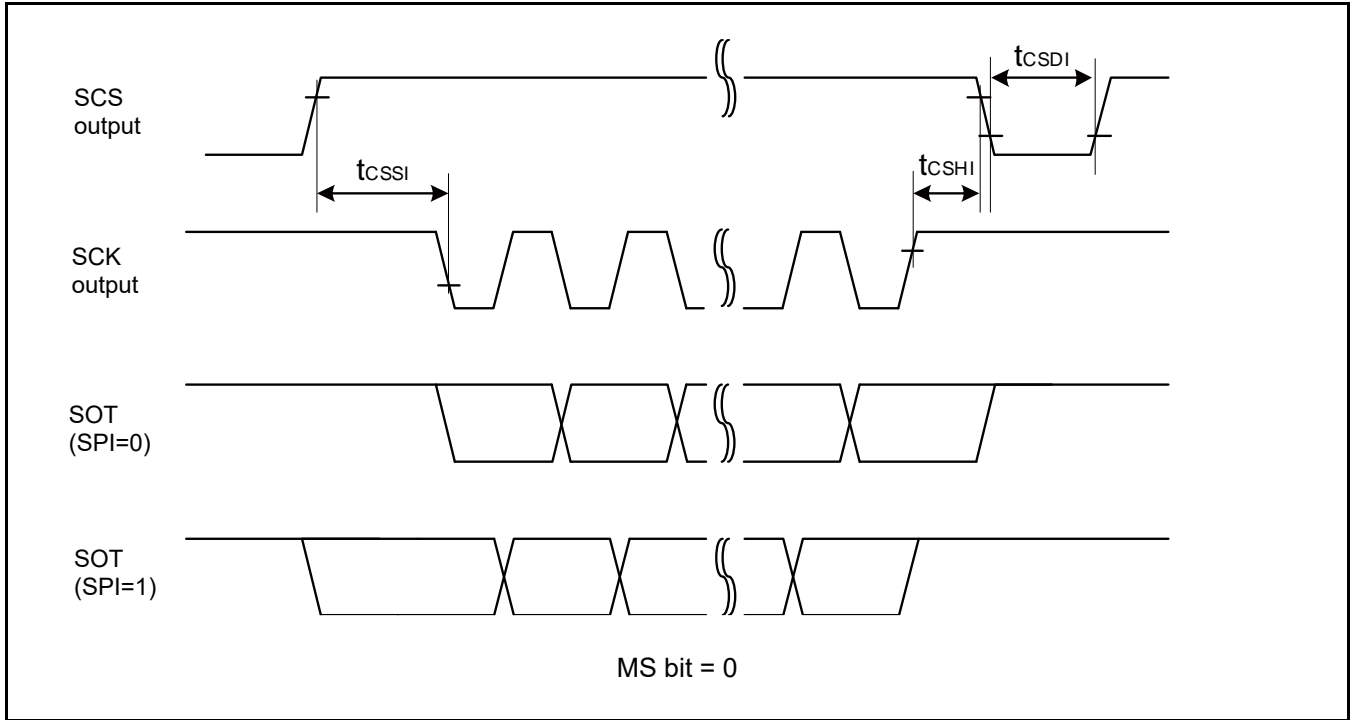 SCS
output
tCSDI
tCSSI
tCSHI
SCK
output
SOT
(SPI=0)
SOT
(SPI=1)
MS bit = 0